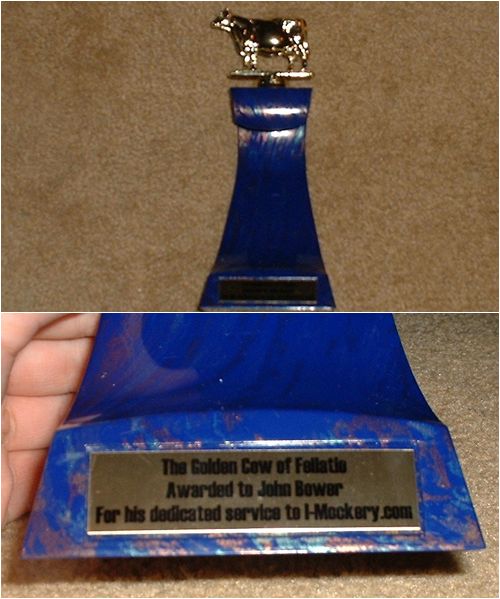 The Golden Cow of Fellatio
Awarded to John Bower
For his dedicated service to I-Mockery.com